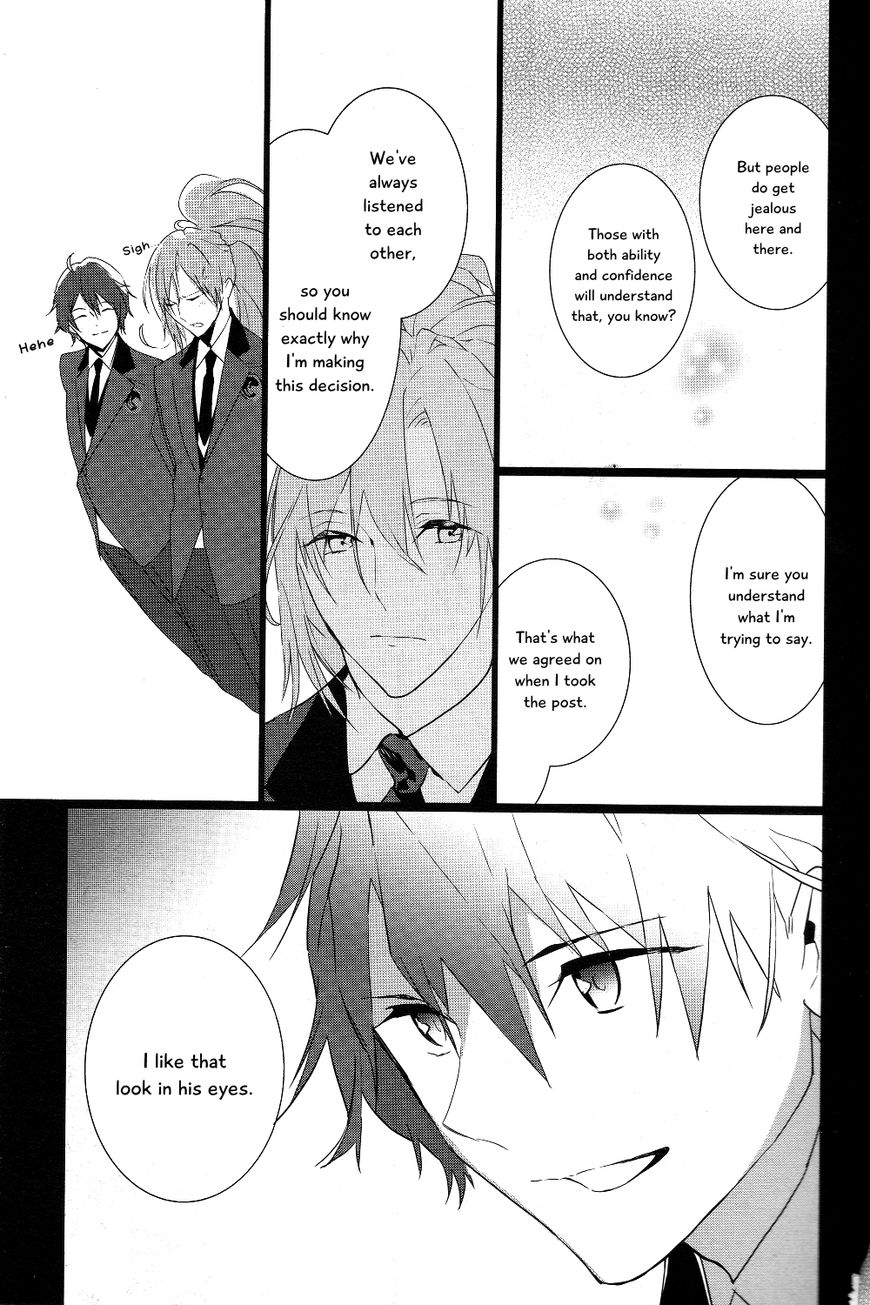 But people
do get
jealous
here and
there.
Those with
both ability
and confidence
will understand
that, you know?
I'm sure you
understand
what I'm
trying to say.
That's what
we agreed on
when I took
the post.
We've
always
listened
to each
other,
so you
should know
exactly why
I'm making
this decision.
Sigh
Hehe
I like that
look in his eyes.